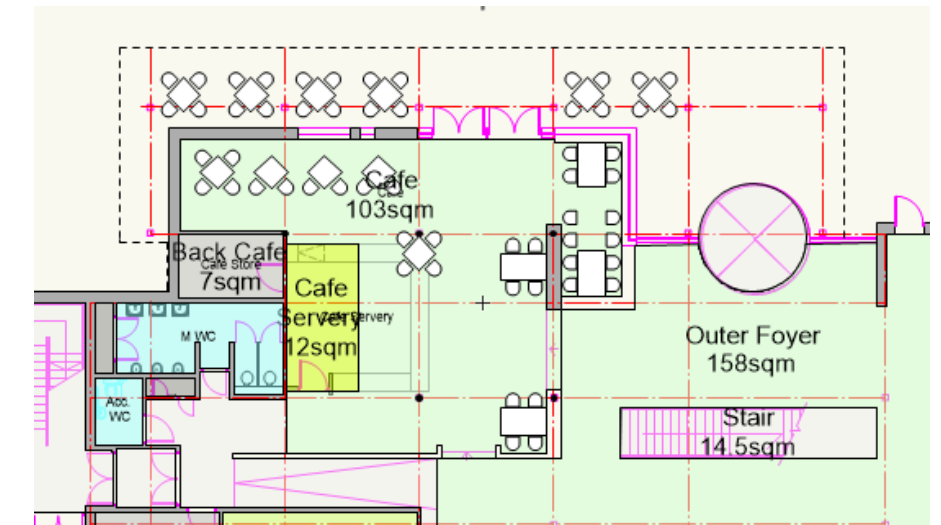 Cafe
Cafe
103sqm
Back Cafe
Cafe Store
7sqm
Cafe
Servery
Cafe Servery
12sqm
M WC
Acc.
WC
Outer Foyer
158sqm
Stair
14.5sqm